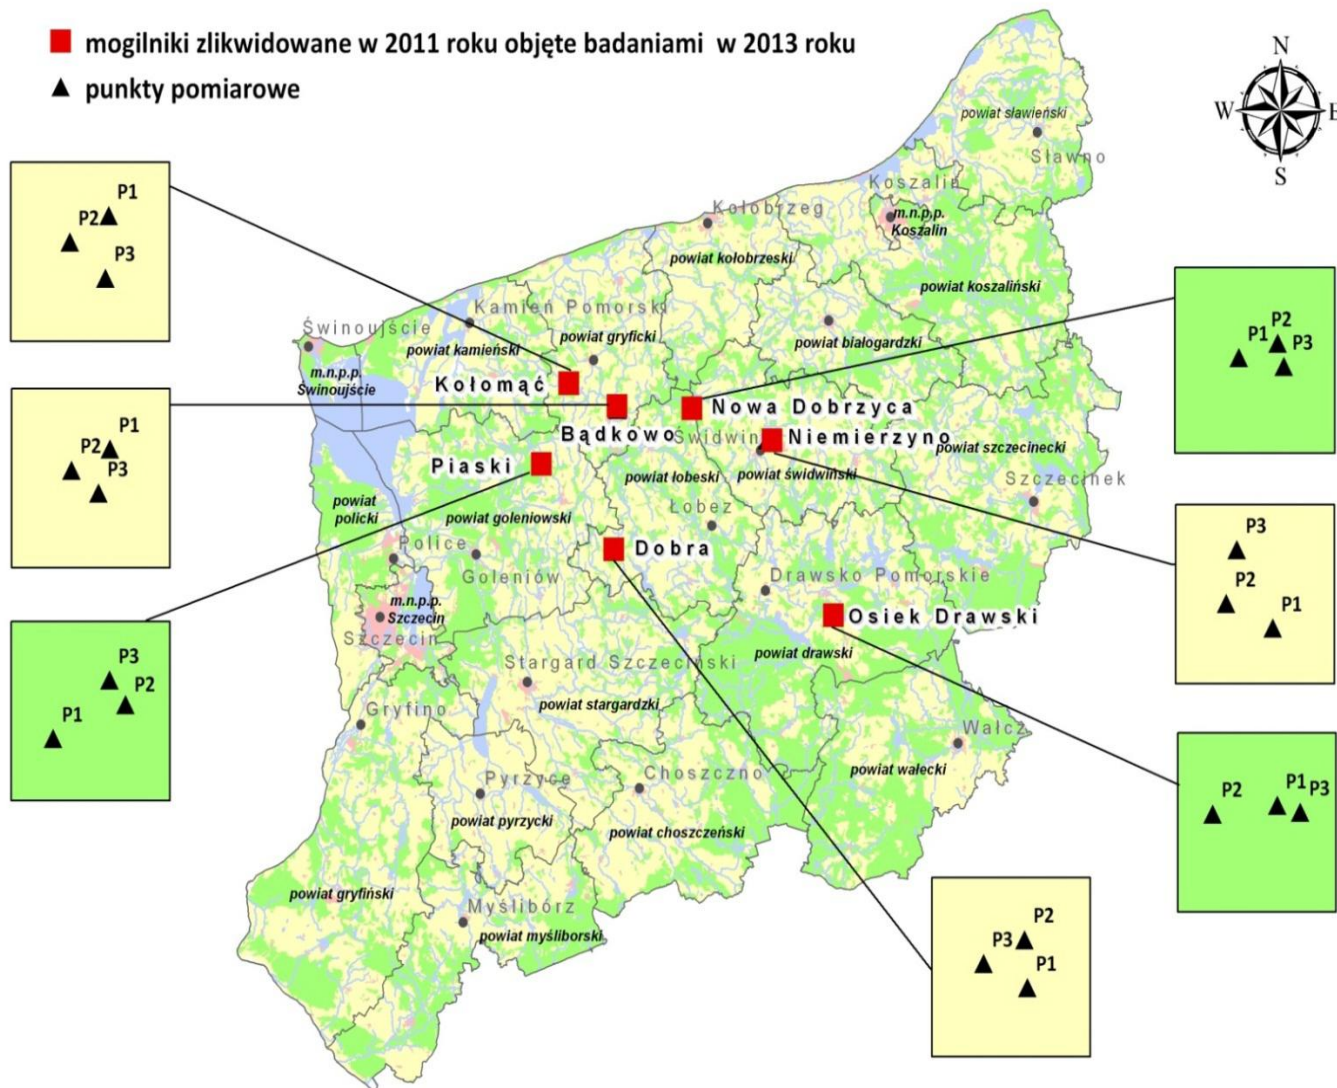 mogilniki zlikwidowane w 2011 roku objęte badaniami w 2013 roku
punkty pomiarowe
N
W
E
S
powiat sławieński
Sławno
Koszalin
m.n.p.p.
Koszalin
Kołobrzeg
powiat kołobrzeski
powiat koszaliński
P1
P2
P3
Kamień Pomorski
Świnoujście
powiat kamieński
powiat gryficki
powiat białogardzki
m.n.p.p.
Świnoujście
Kołomąć
P1
P2
P3
Nowa Dobrzyca
Bądkowo
Świdwin
Niemierzyno
powiat szczecinecki
P1
P2
P3
Piaski
powiat łobeski
powiat świdwiński
Szczecinek
powiat
policki
powiat goleniowski
Łobez
Police
Goleniów
Dobra
P3
P2
P1
Drawsko Pomorskie
m.n.p.p.
Szczecin
Szczecin
Osiek Drawski
powiat drawski
P3
P2
P1
Stargard Szczeciński
powiat stargardzki
Gryfino
Wałcz
powiat wałecki
P2
P1
P3
Pyrzyce
Choszczno
powiat pyrzycki
powiat choszczeński
powiat gryfiński
Myślibórz
powiat myśliborski
P2
P3
P1